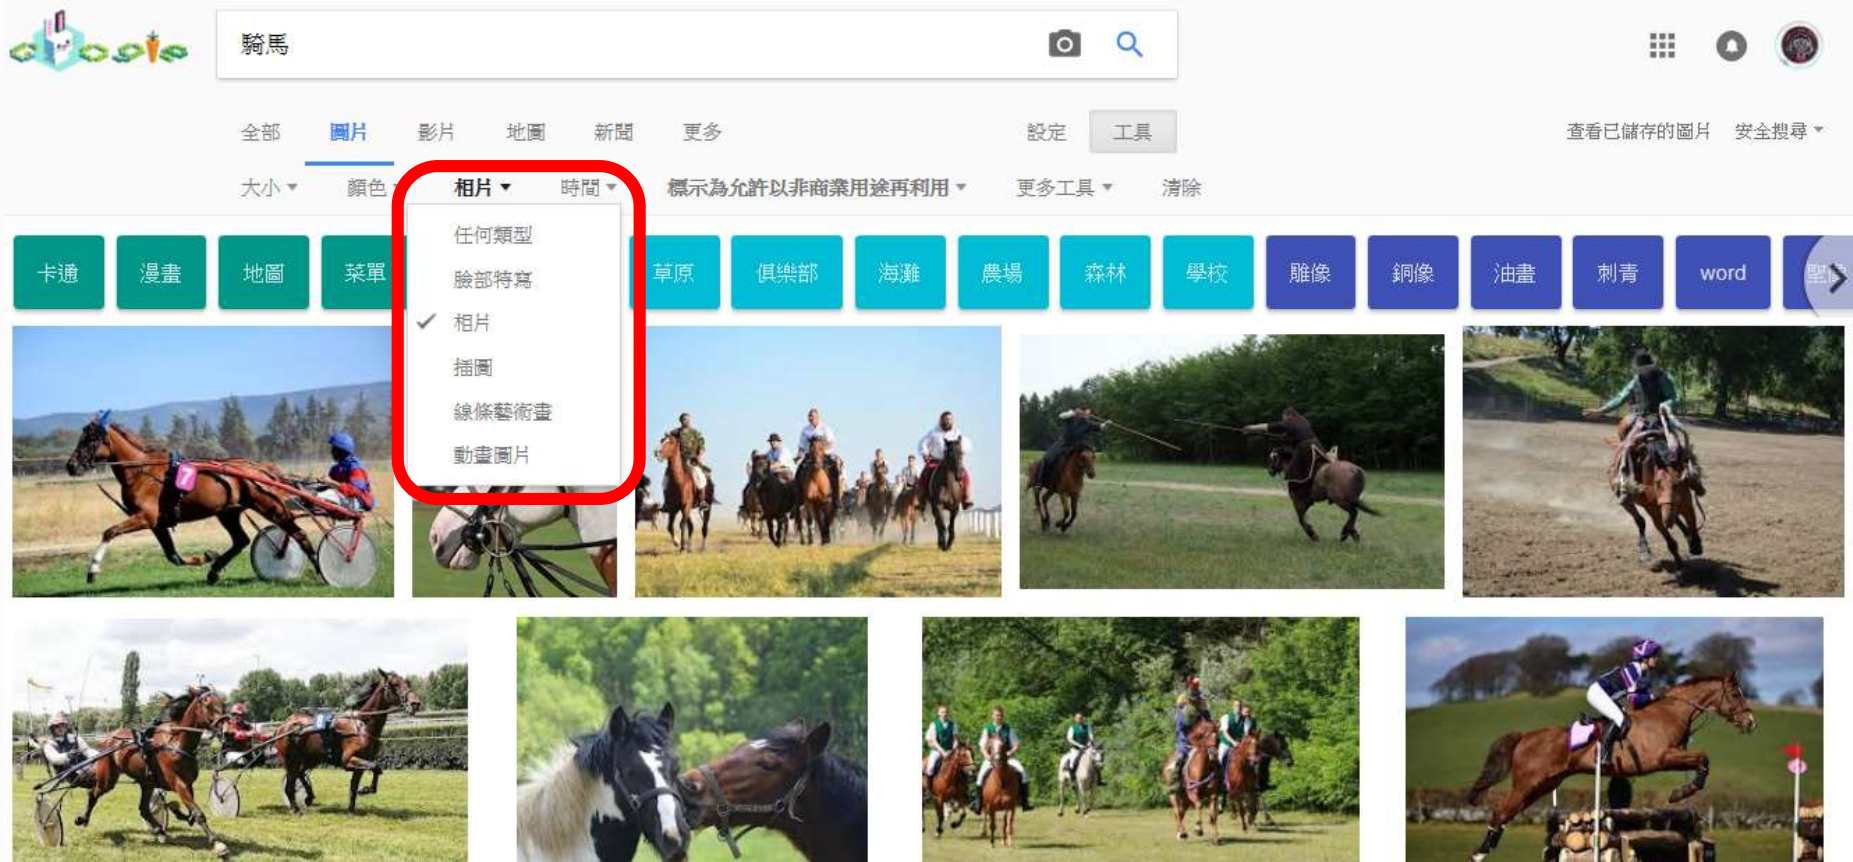 Google
騎馬
全部 圖片 影片 地圖 新聞 更多 設定 工具 查看已儲存的圖片 安全搜尋
大小 顏色 相片 時間 標示為允許以非商業用途再利用 更多工具 清除
任何類型
臉部特寫
相片
插圖
線條藝術畫
動畫圖片
卡通 漫畫 地圖 菜單 草原 俱樂部 海灘 農場 森林 學校 雕像 銅像 油畫 刺青 word
7